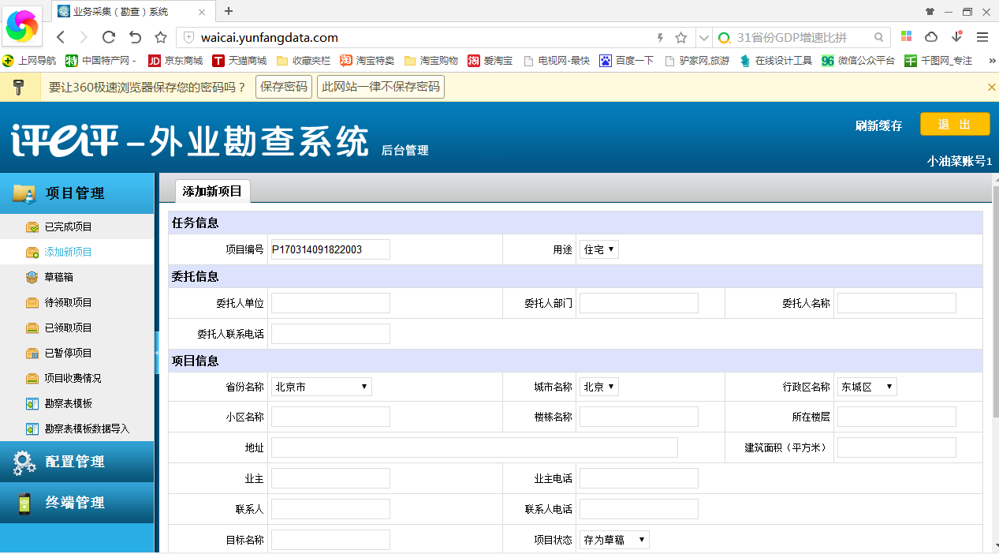 业务采集（勘查）系统
waicai.yunfangdata.com
31省份GDP增速比拼
上网导航 中国特产网 - 京东商城 天猫商城 收藏夹栏 淘宝特卖 淘宝购物 爱淘宝 电视网-最快 百度一下 驴家网,旅游 在线设计工具 微信公众平台 千图网_专注 »
要让360极速浏览器保存您的密码吗？ 保存密码 此网站一律不保存密码
评e评-外业勘查系统 后台管理
刷新缓存 退 出
小油菜账号1
项目管理
已完成项目
添加新项目
草稿箱
待领取项目
已领取项目
已暂停项目
项目收费情况
勘察表模板
勘察表模板数据导入
配置管理
终端管理
添加新项目
任务信息
项目编号 P170314091822003 用途 住宅
委托信息
委托人单位 委托人部门 委托人名称
委托人联系电话
项目信息
省份名称 北京市 城市名称 北京 行政区名称 东城区
小区名称 楼栋名称 所在楼层
地址 建筑面积（平方米）
业主 业主电话
联系人 联系人电话
目标名称 项目状态 存为草稿